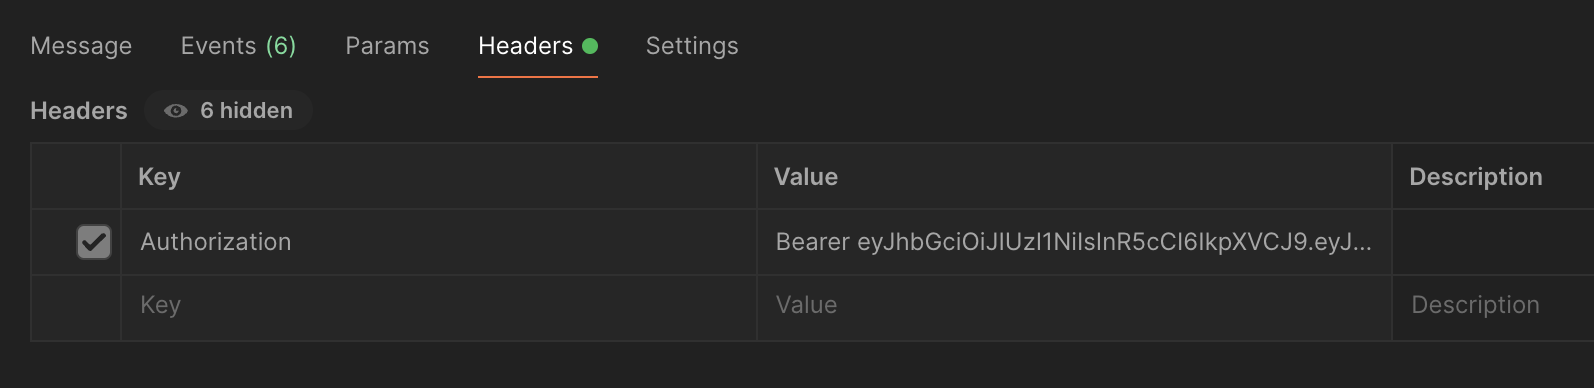 Message Events (6) Params Headers Settings
Headers 6 hidden
Key Value Description
Authorization Bearer eyJhbGciOiJIUzI1NiIsInR5cCI6IkpXVCJ9.eyJ...
Key Value Description